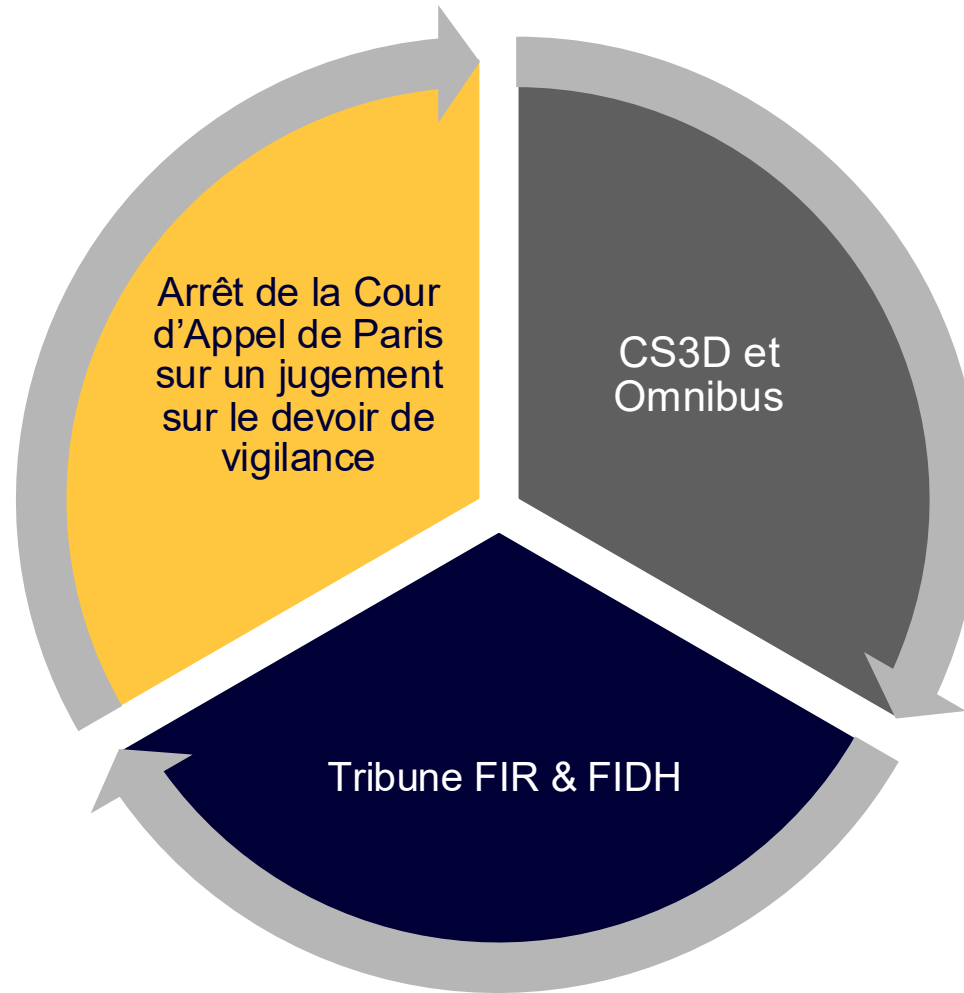 Arrêt de la Cour
d’Appel de Paris
sur un jugement
sur le devoir de
vigilance
CS3D et
Omnibus
Tribune FIR & FIDH